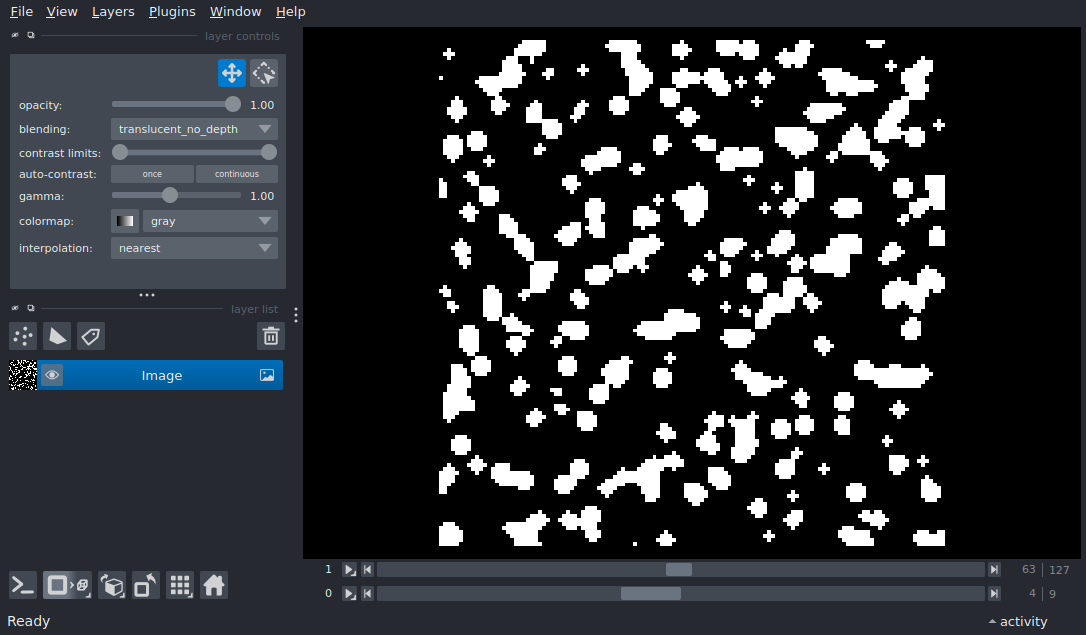 File View Layers Plugins Window Help
layer controls
opacity: 1.00
blending: translucent_no_depth
contrast limits:
auto-contrast: once continuous
gamma: 1.00
colormap: gray
interpolation: nearest
layer list
Image
1 63 127
0 4 9
Ready activity